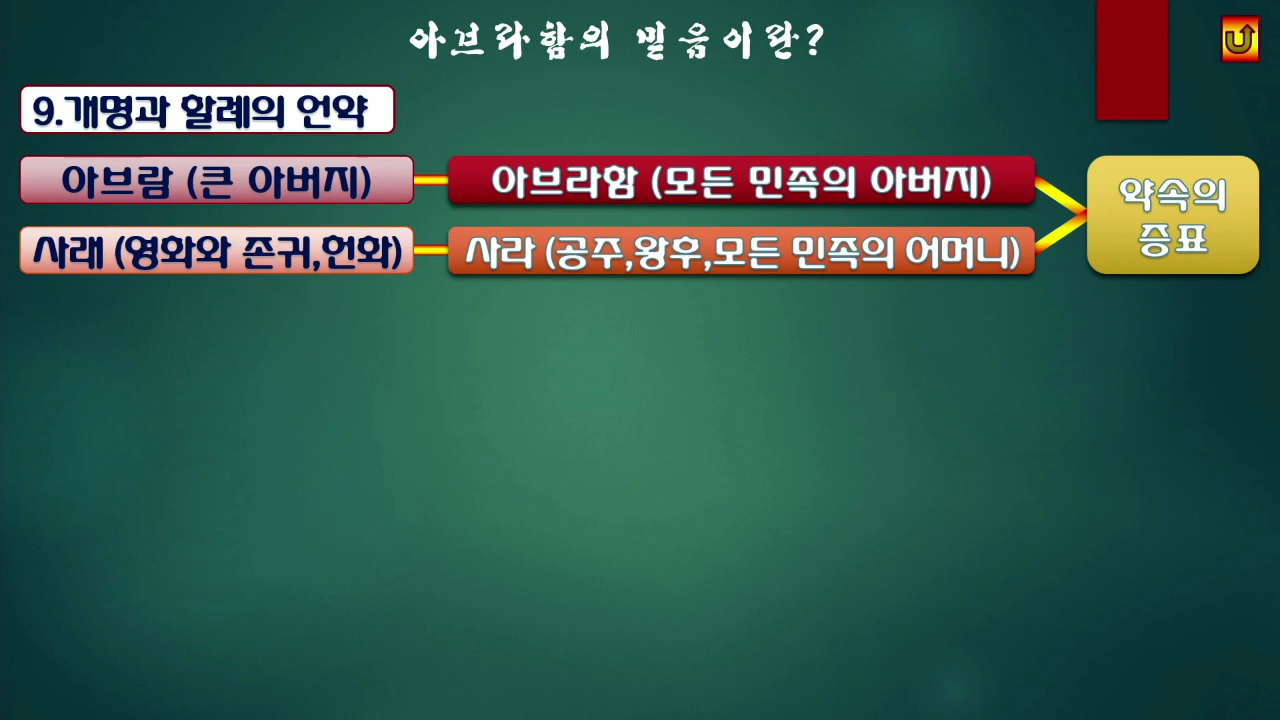 아브라함의 믿음이란?
9.개명과 할례의 언약
아브람 (큰 아버지)
아브라함 (모든 민족의 아버지)
사래 (영화와 존귀,헌화)
사라 (공주,왕후,모든 민족의 어머니)
약속의
증표